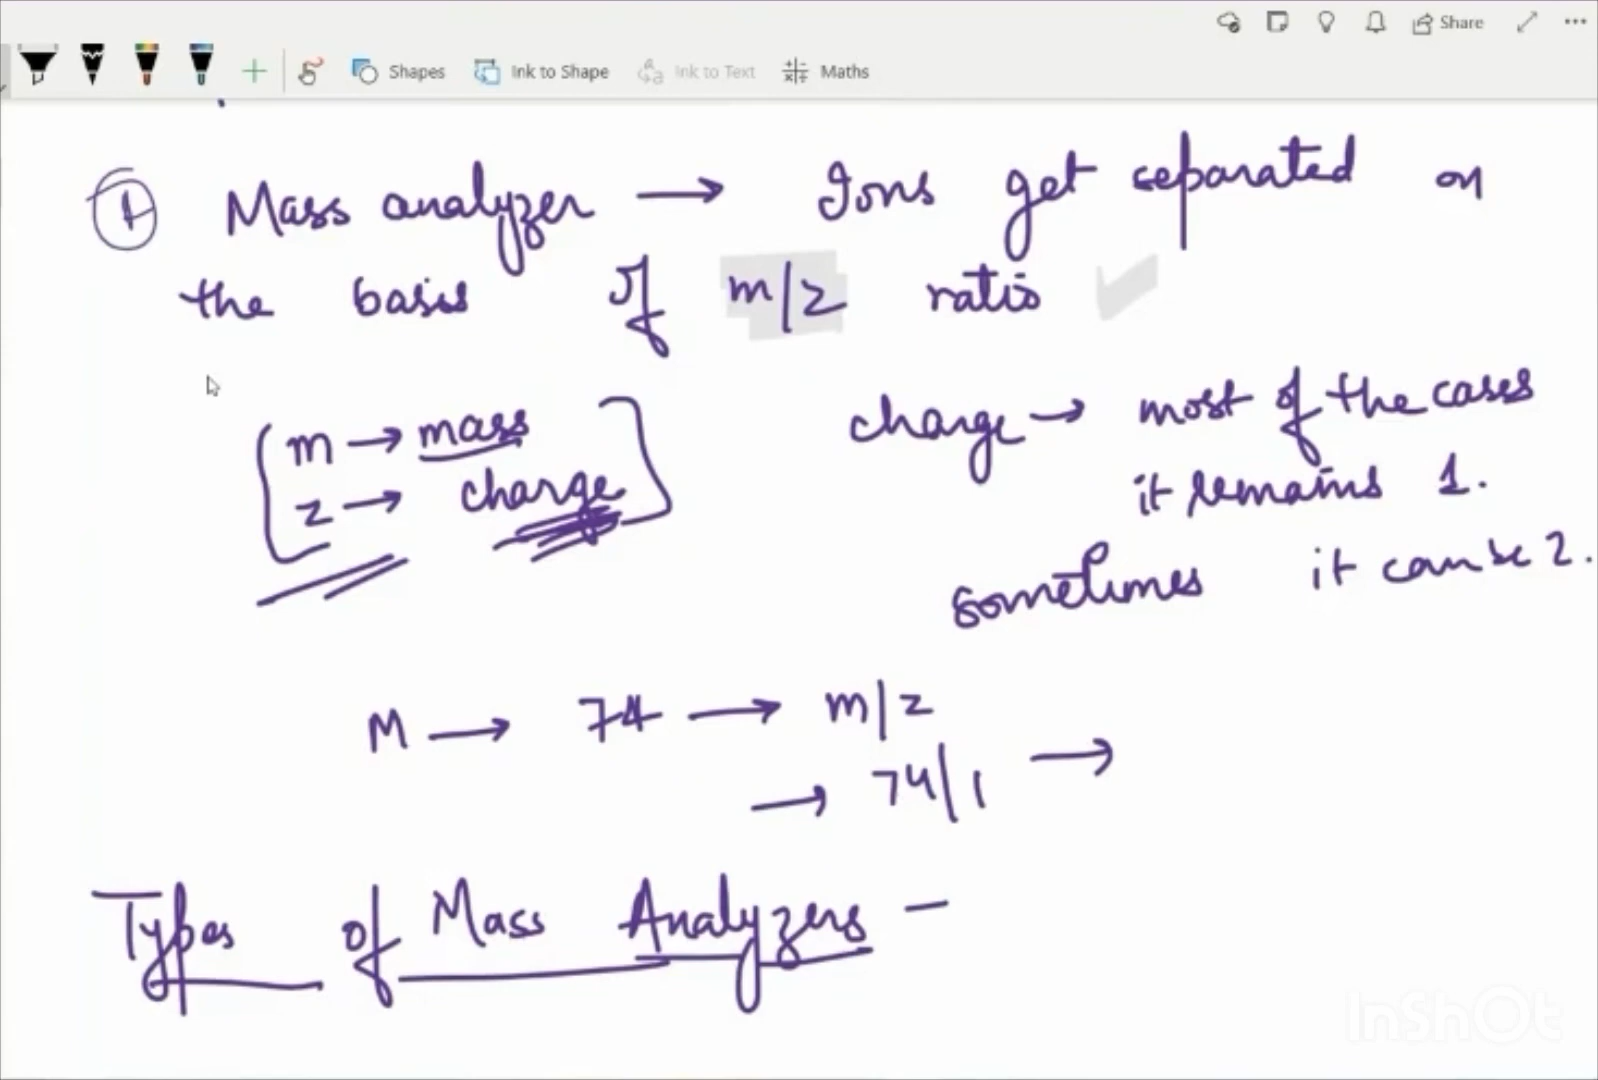 Share
Shapes Ink to Shape Ink to Text Maths
1 Mass analyzer → Ions get separated on
the basis of m/z ratio
m → mass
z → charge
charge → most of the cases
it remains 1.
sometimes it can be 2.
M → 74 → m/z
→ 74/1 →
Types of Mass Analyzers -
InShOt